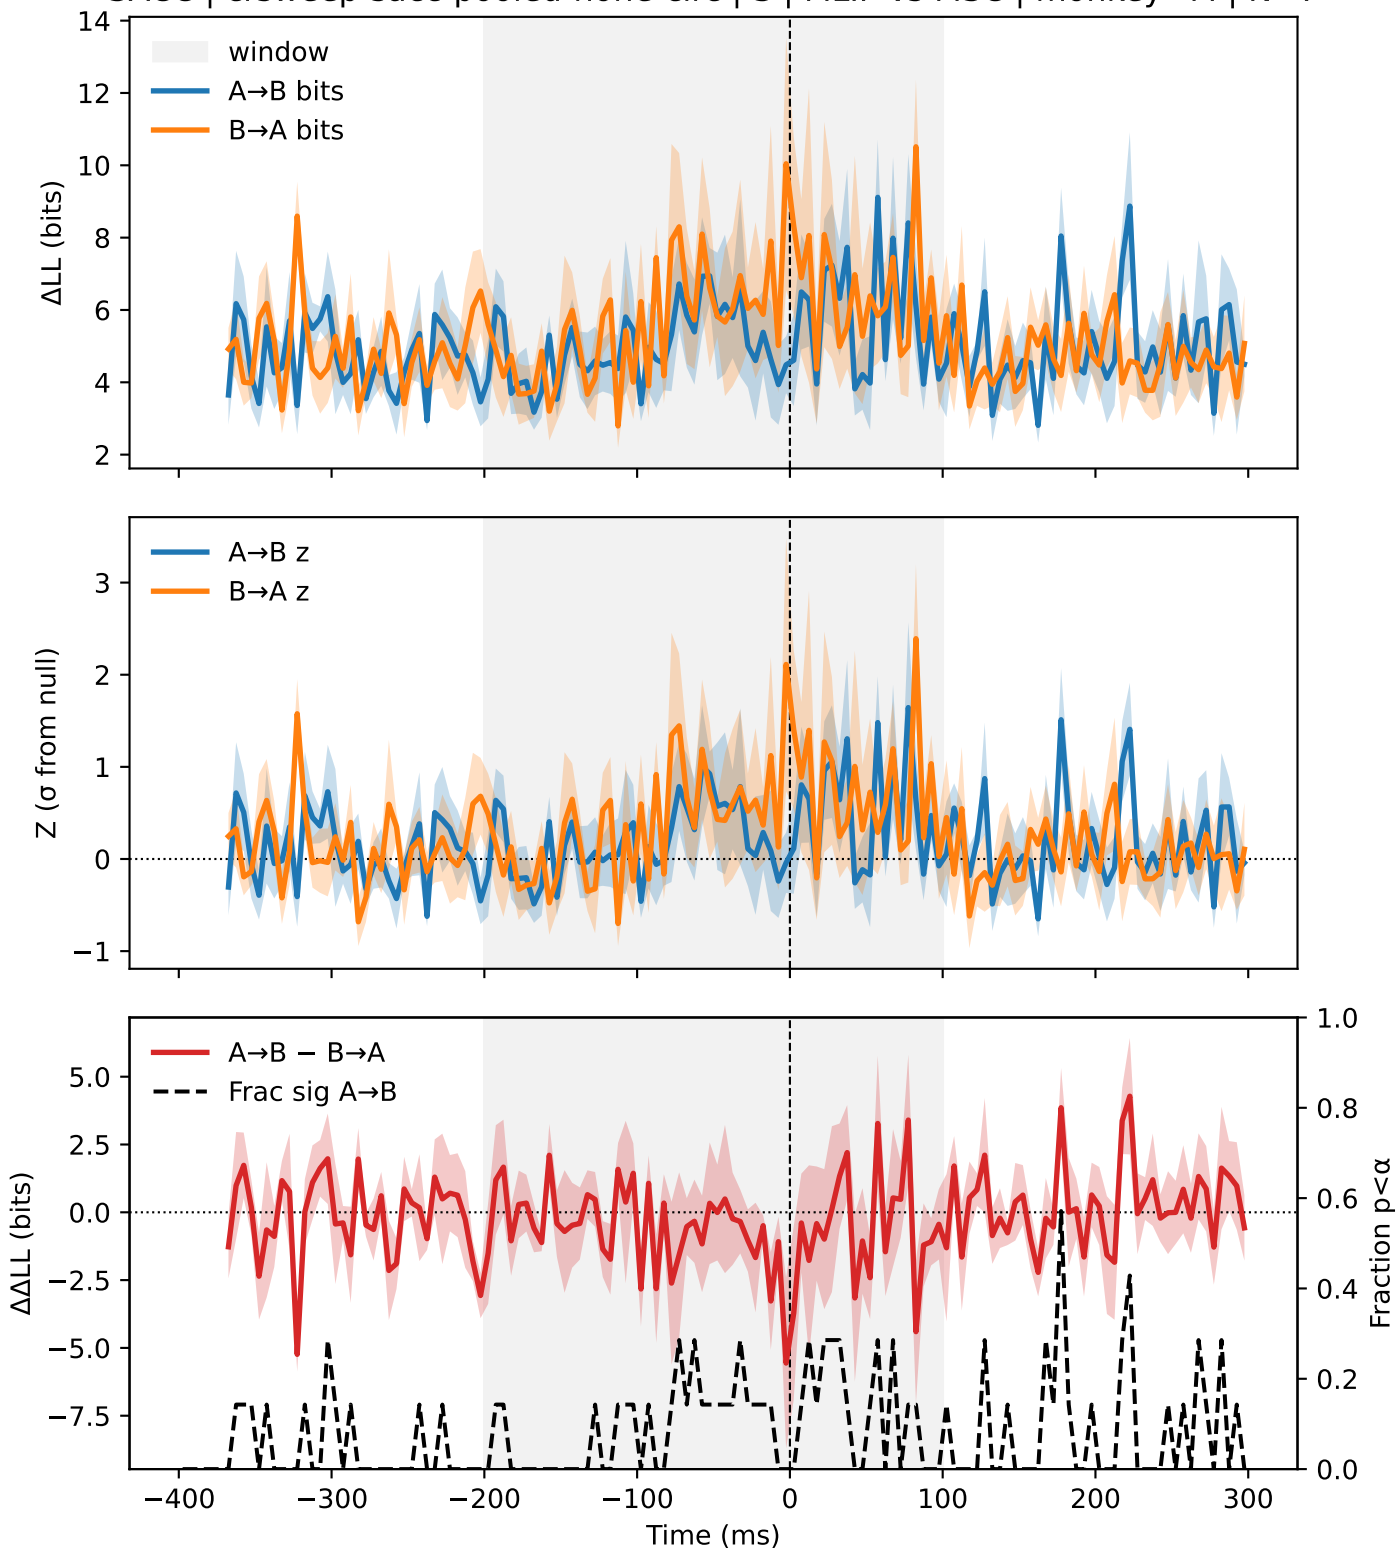 14
12
10
8
6
4
2
ΔLL (bits)
window
A→B bits
B→A bits
3
2
1
0
−1
Z (σ from null)
A→B z
B→A z
5.0
2.5
0.0
−2.5
−5.0
−7.5
ΔΔLL (bits)
A→B − B→A
Frac sig A→B
1.0
0.8
0.6
0.4
0.2
0.0
Fraction p<α
−400 −300 −200 −100 0 100 200 300
Time (ms)